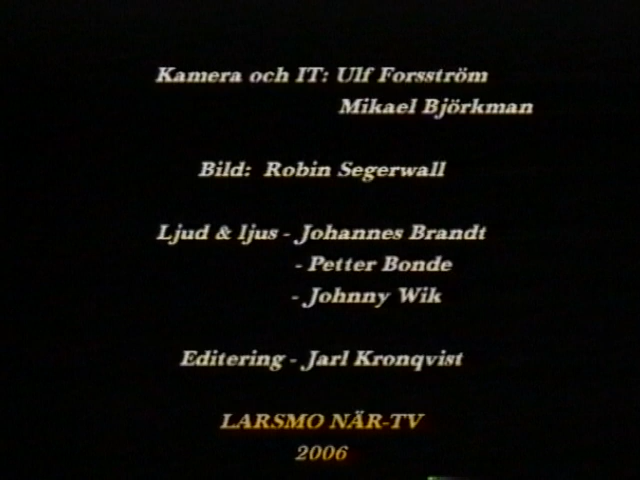 Kamera och IT: Ulf Forsström
Mikael Björkman
Bild: Robin Segerwall
Ljud & ljus - Johannes Brandt
- Petter Bonde
- Johnny Wik
Editering - Jarl Kronqvist
LARSMO NÄR-TV
2006